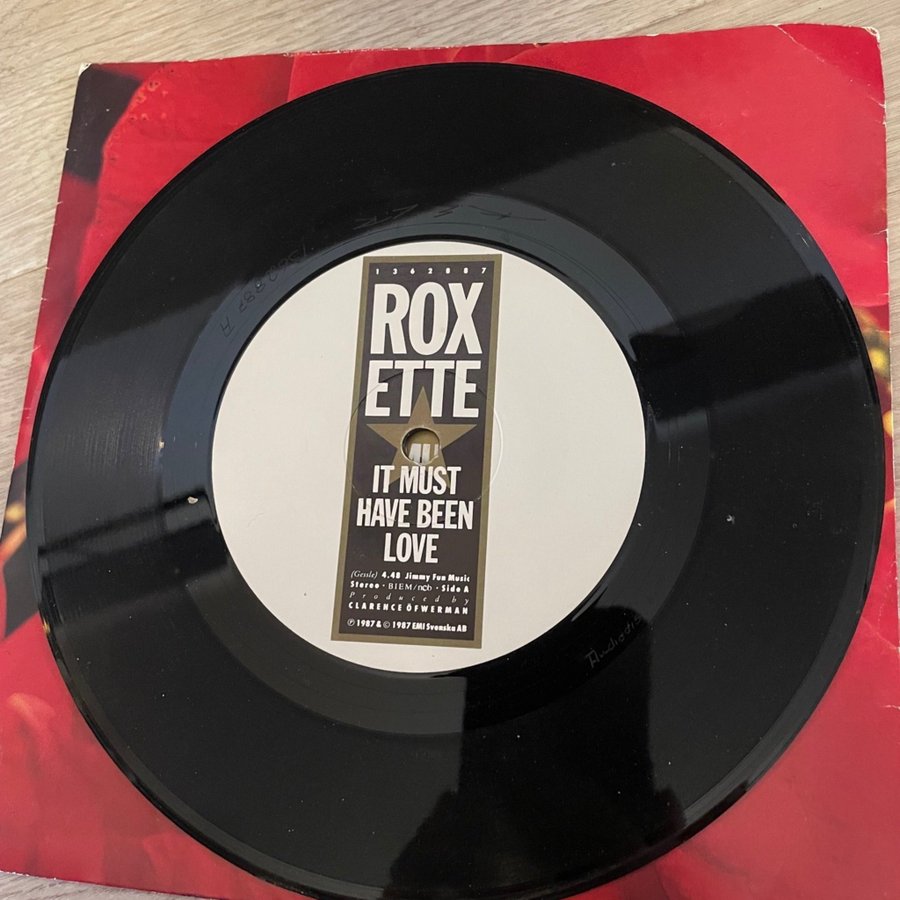 1362887
ROX
ETTE
IT MUST
HAVE BEEN
LOVE
(Gessle) 4.48 Jimmy Fun Music
Stereo · BIEM/ncb · Side A
Produced by
CLARENCE ÖFWERMAN
℗ 1987 & © 1987 EMI Svenska AB